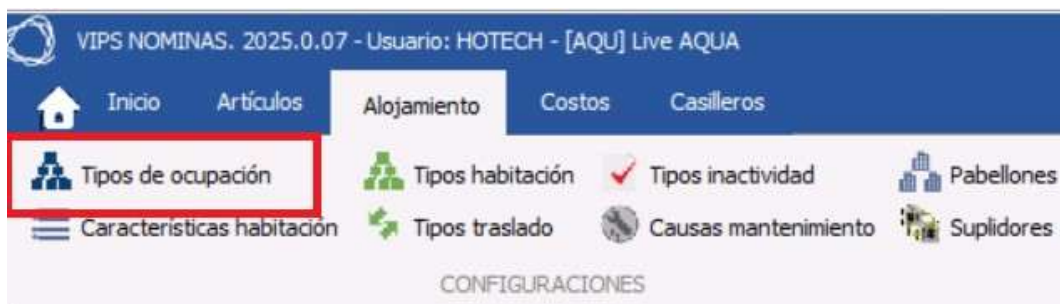 VIPS NOMINAS. 2025.0.07 - Usuario: HOTECH - [AQU] Live AQUA
Inicio Artículos Alojamiento Costos Casilleros
Tipos de ocupación Tipos habitación Tipos inactividad Pabellones
Características habitación Tipos traslado Causas mantenimiento Suplidores
CONFIGURACIONES